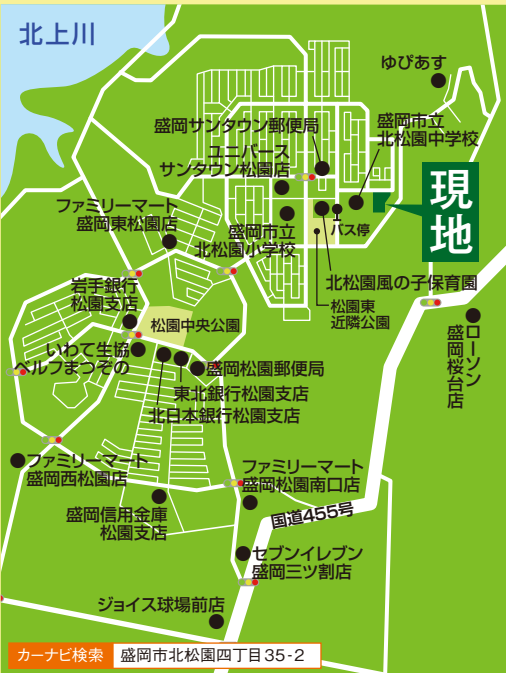 北上川
ゆぴあす
盛岡サンタウン郵便局
盛岡市立
北松園中学校
ユニバース
サンタウン松園店
現地
ファミリーマート
盛岡東松園店
盛岡市立
北松園小学校
バス停
北松園風の子保育園
松園東
近隣公園
岩手銀行
松園支店
松園中央公園
ローソン
盛岡桜台店
いわて生協
ベルフまつぞの
盛岡松園郵便局
東北銀行松園支店
北日本銀行松園支店
ファミリーマート
盛岡西松園店
ファミリーマート
盛岡松園南口店
盛岡信用金庫
松園支店
国道455号
セブンイレブン
盛岡三ツ割店
ジョイス球場前店
カーナビ検索 盛岡市北松園四丁目35-2